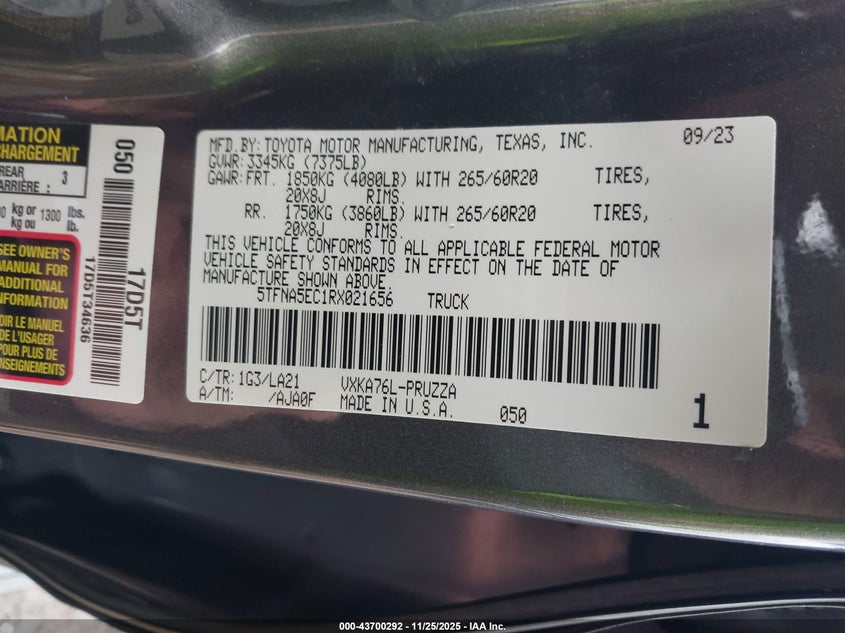 MATION
CHARGEMENT
REAR
ARRIÈRE : 3
kg or 1300 lbs.
kg ou lb.
SEE OWNER'S
MANUAL FOR
ADDITIONAL
INFORMATION
OIR LE MANUEL
DE L'USAGER
POUR PLUS DE
ENSEIGNEMENTS
050
17D5T
17D5T34636
MFD.BY:TOYOTA MOTOR MANUFACTURING, TEXAS, INC. 09/23
GVWR:3345KG (7375LB)
GAWR:FRT. 1850KG (4080LB) WITH 265/60R20 TIRES,
20X8J RIMS.
RR. 1750KG (3860LB) WITH 265/60R20 TIRES,
20X8J RIMS.
THIS VEHICLE CONFORMS TO ALL APPLICABLE FEDERAL MOTOR
VEHICLE SAFETY STANDARDS IN EFFECT ON THE DATE OF
MANUFACTURE SHOWN ABOVE.
5TFNA5EC1RX021656 TRUCK
C/TR:1G3/LA21 VXKA76L-PRUZZA
A/TM: /AJA0F MADE IN U.S.A. 050 1
000-43700292 - 11/25/2025 - IAA Inc.